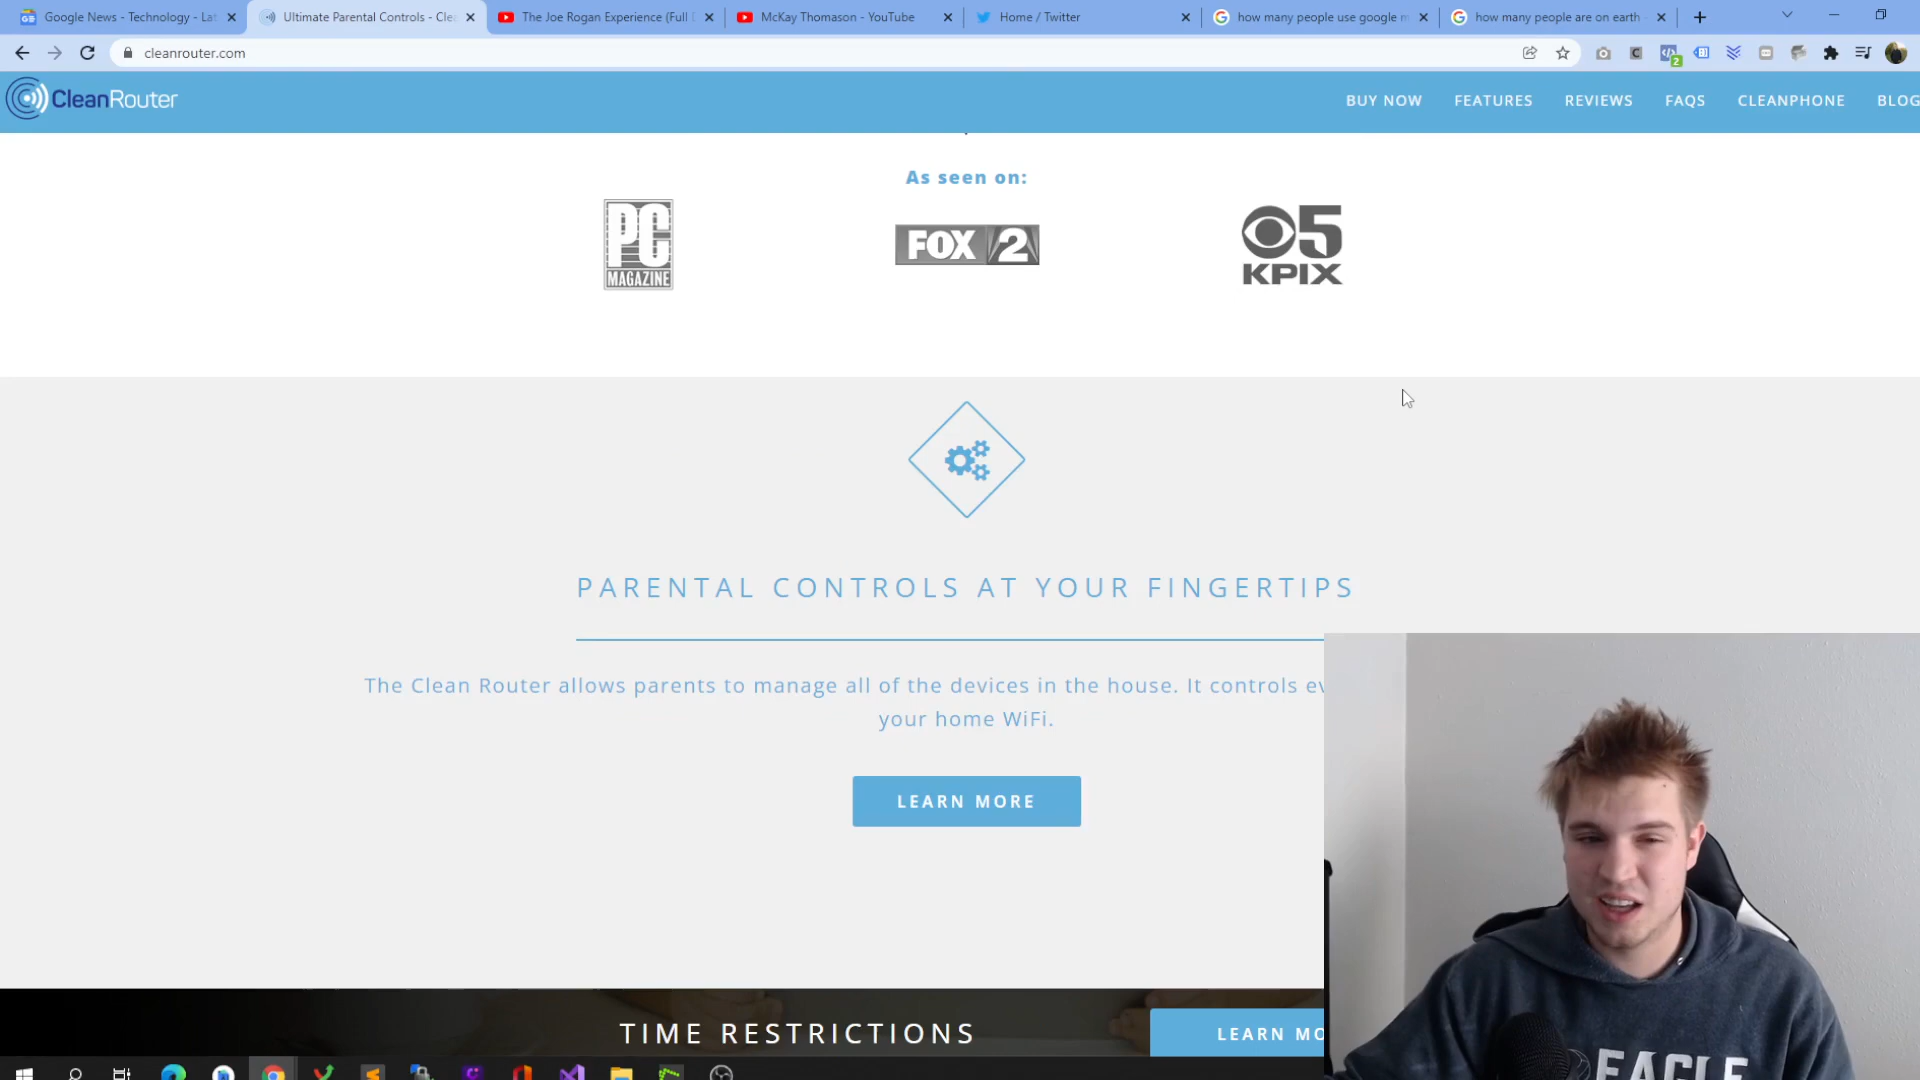 Google News - Technology - Lat
Ultimate Parental Controls - Clea
The Joe Rogan Experience (Full
McKay Thomason - YouTube
Home / Twitter
how many people use google m
how many people are on earth -
cleanrouter.com
2
CleanRouter
BUY NOW
FEATURES
REVIEWS
FAQS
CLEANPHONE
BLOG
As seen on:
PC
MAGAZINE
FOX 2
5
KPIX
PARENTAL CONTROLS AT YOUR FINGERTIPS
The Clean Router allows parents to manage all of the devices in the house. It controls ev
your home WiFi.
LEARN MORE
TIME RESTRICTIONS
LEARN MO
EAGLE